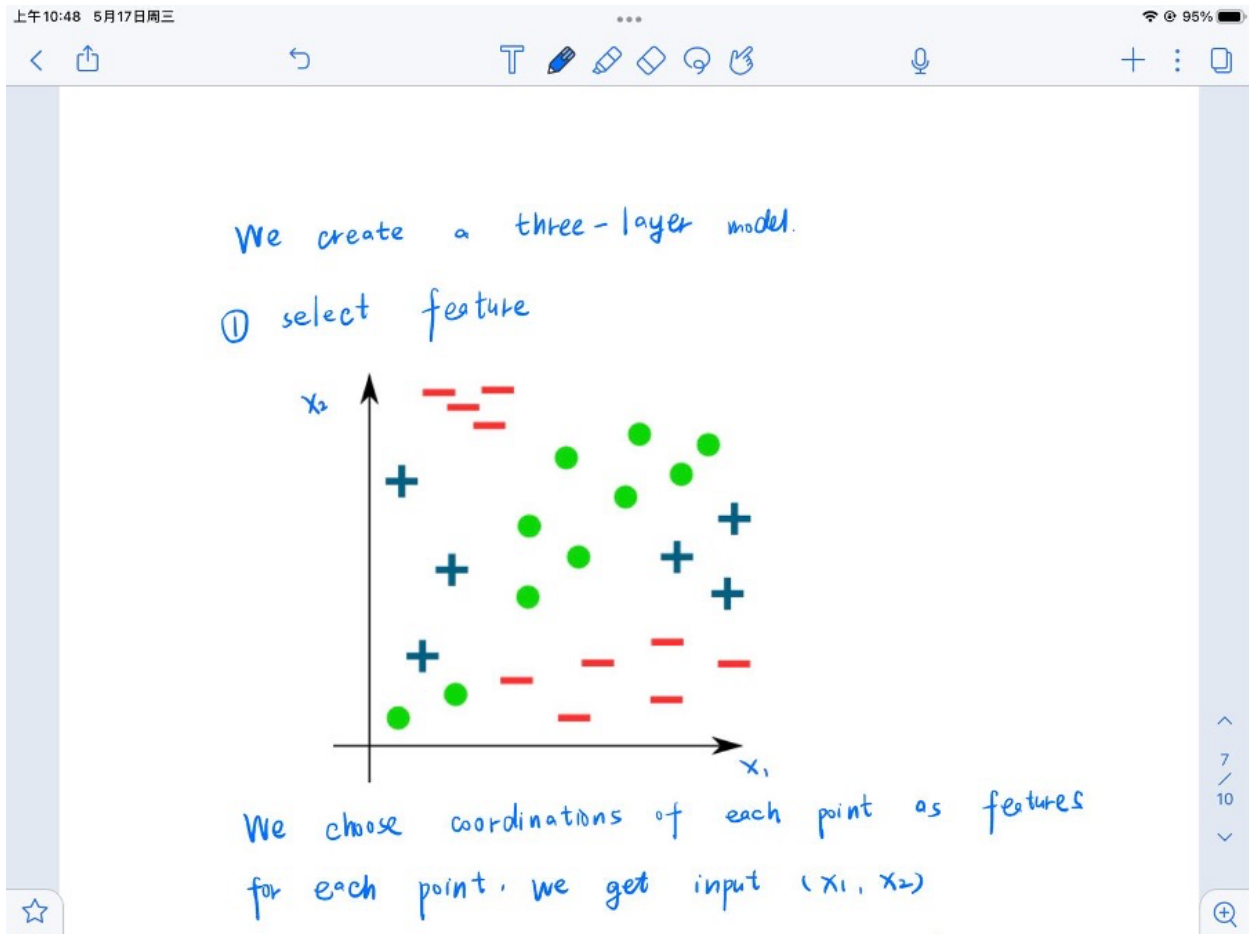 上午10:48 5月17日周三
95%
We create a three-layer model.
① select feature
x₂
x₁
We choose coordinations of each point as features
for each point. we get input (x₁, x₂)
7
/
10